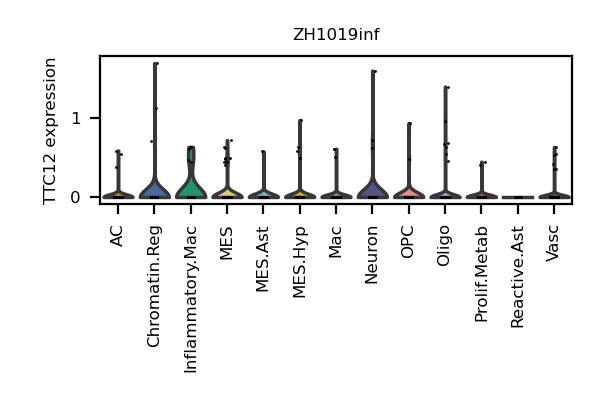 ZH1019inf
TTC12 expression
1
0
AC
Chromatin.Reg
Inflammatory.Mac
MES
MES.Ast
MES.Hyp
Mac
Neuron
OPC
Oligo
Prolif.Metab
Reactive.Ast
Vasc